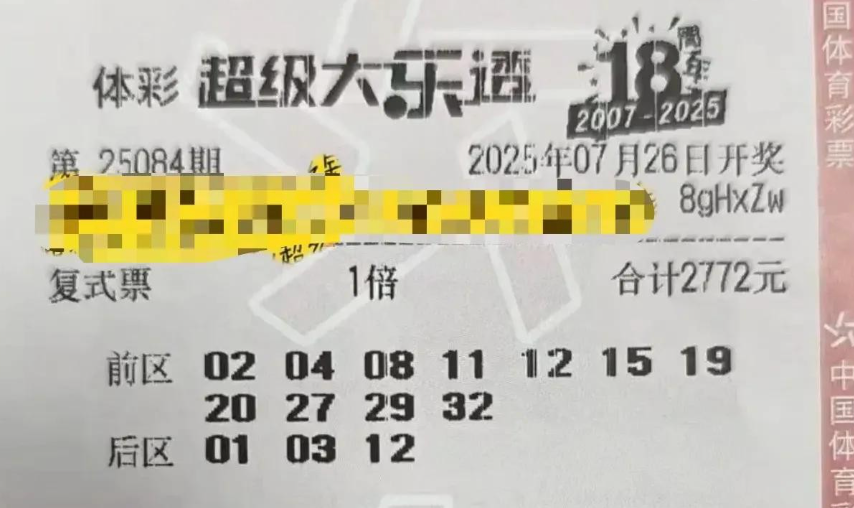 体彩 超级大乐透 18周年
2007-2025
第 25084期 2025年07月26日开奖
8gHxZw
复式票 1倍 合计2772元
前区 02 04 08 11 12 15 19
20 27 29 32
后区 01 03 12
国体育彩票
中国体育